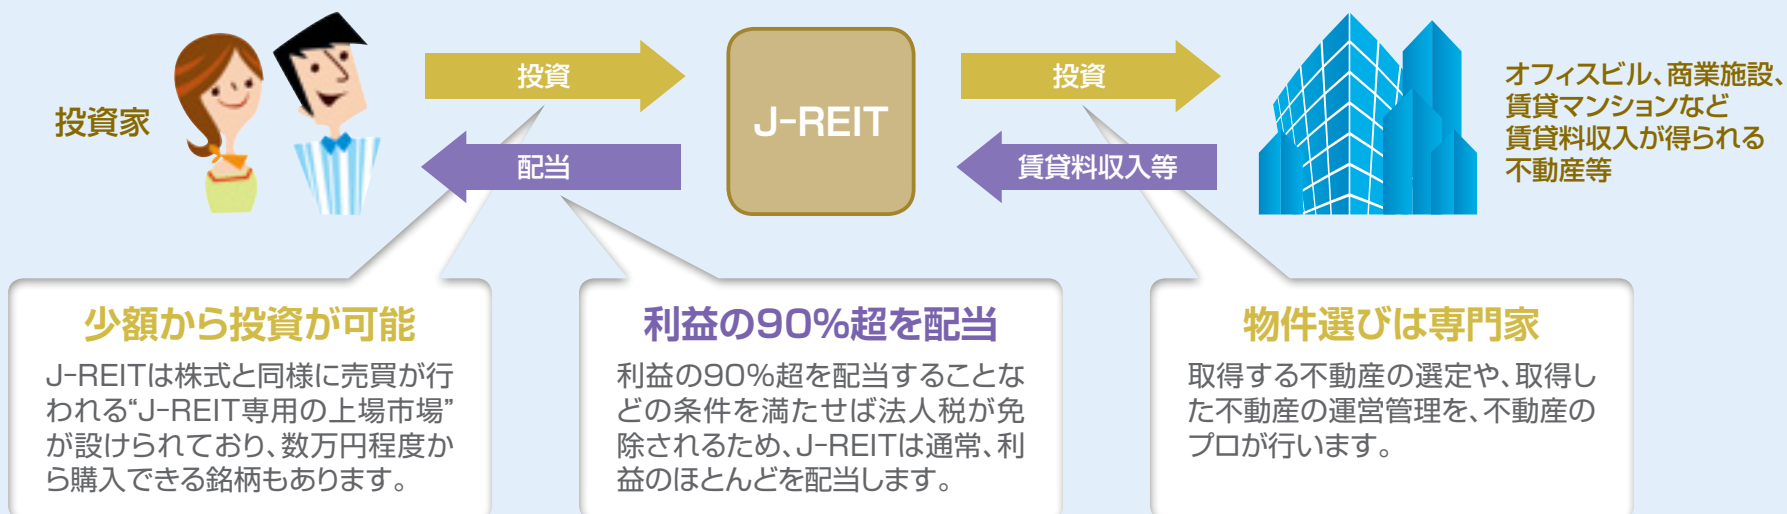 投資家
投資
配当
J-REIT
投資
賃貸料収入等
オフィスビル、商業施設、
賃貸マンションなど
賃貸料収入が得られる
不動産等
少額から投資が可能
J-REITは株式と同様に売買が行
われる“J-REIT専用の上場市場”
が設けられており、数万円程度か
ら購入できる銘柄もあります。
利益の90%超を配当
利益の90%超を配当することな
どの条件を満たせば法人税が免
除されるため、J-REITは通常、利
益のほとんどを配当します。
物件選びは専門家
取得する不動産の選定や、取得し
た不動産の運営管理を、不動産の
プロが行います。